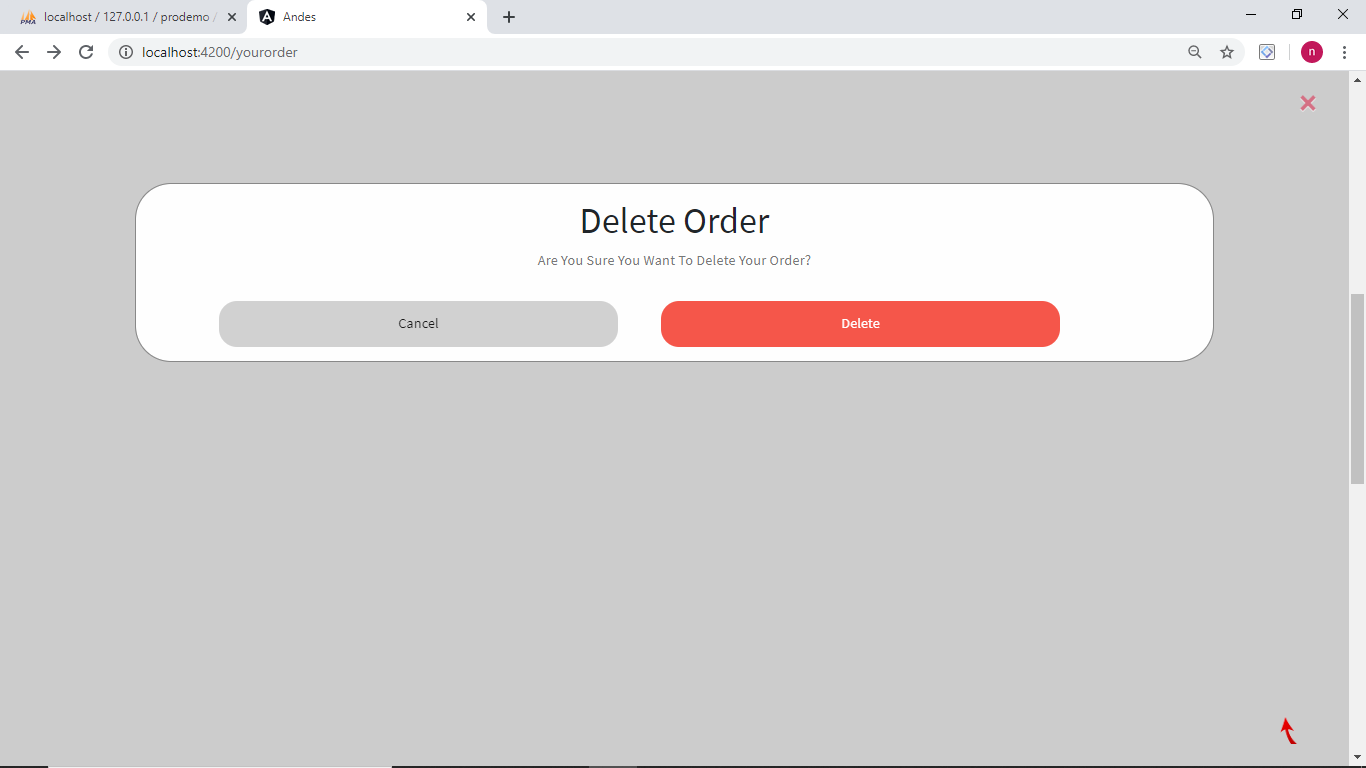 PMA
localhost / 127.0.0.1 / prodemo /
Andes
localhost:4200/yourorder
n
Delete Order
Are You Sure You Want To Delete Your Order?
Cancel
Delete